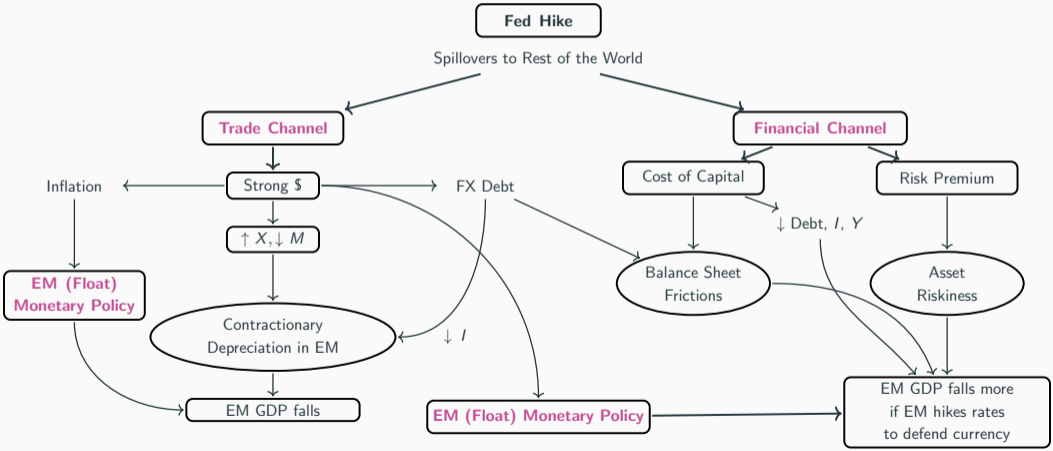 Fed Hike
Spillovers to Rest of the World
Trade Channel
Financial Channel
Inflation
Strong $
FX Debt
Cost of Capital
Risk Premium
↑ X, ↓ M
↓ Debt, I, Y
EM (Float)
Monetary Policy
Balance Sheet
Frictions
Asset
Riskiness
Contractionary
Depreciation in EM
↓ I
EM GDP falls
EM (Float) Monetary Policy
EM GDP falls more
if EM hikes rates
to defend currency